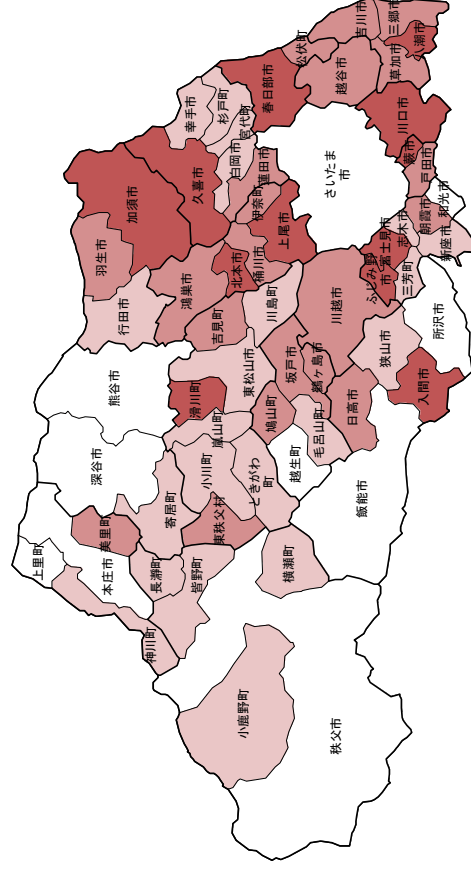 吉川市
三郷市
八潮市
松伏町
越谷市
草加市
春日部市
川口市
杉戸町
幸手市
宮代町
蕨市
戸田市
白岡市
蓮田市
さいたま
市
和光市
久喜市
加須市
伊奈町
上尾市
朝霞市
志木市
新座市
富士見市
羽生市
桶川市
北本市
ふじみ野
市
三芳町
鴻巣市
行田市
吉見町
川島町
川越市
所沢市
狭山市
東松山市
坂戸市
鶴ヶ島市
入間市
熊谷市
滑川町
鳩山町
日高市
嵐山町
毛呂山町
深谷市
小川町
ときがわ
町
越生町
飯能市
寄居町
東秩父村
美里町
上里町
本庄市
長瀞町
皆野町
横瀬町
神川町
小鹿野町
秩父市